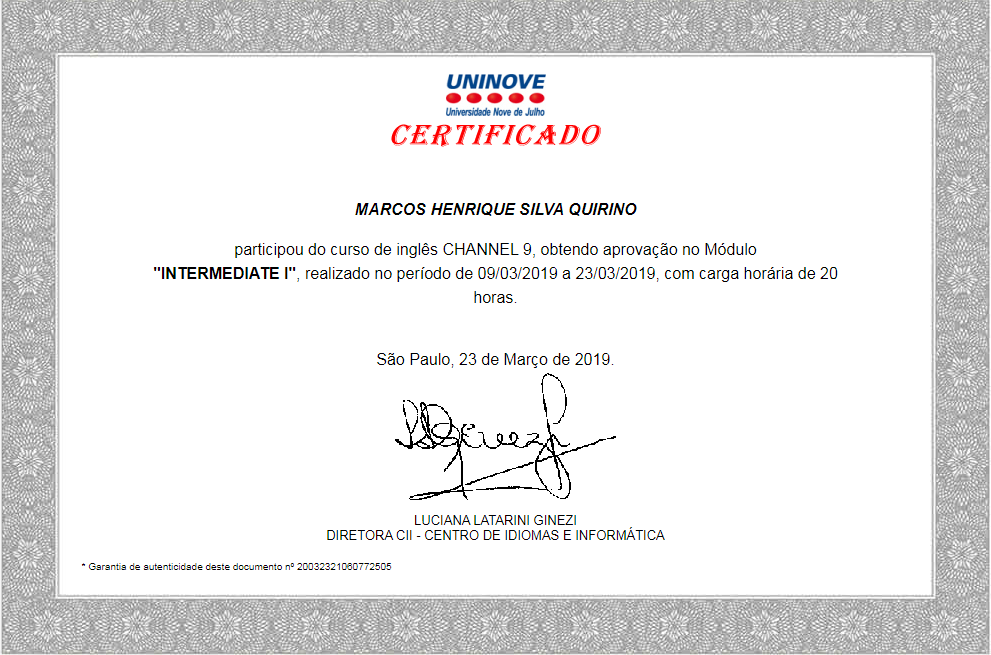 UNINOVE
Universidade Nove de Julho
CERTIFICADO
MARCOS HENRIQUE SILVA QUIRINO
participou do curso de inglês CHANNEL 9, obtendo aprovação no Módulo
"INTERMEDIATE I", realizado no período de 09/03/2019 a 23/03/2019, com carga horária de 20
horas.
São Paulo, 23 de Março de 2019.
LUCIANA LATARINI GINEZI
DIRETORA CII - CENTRO DE IDIOMAS E INFORMÁTICA
* Garantia de autenticidade deste documento nº 20032321060772505